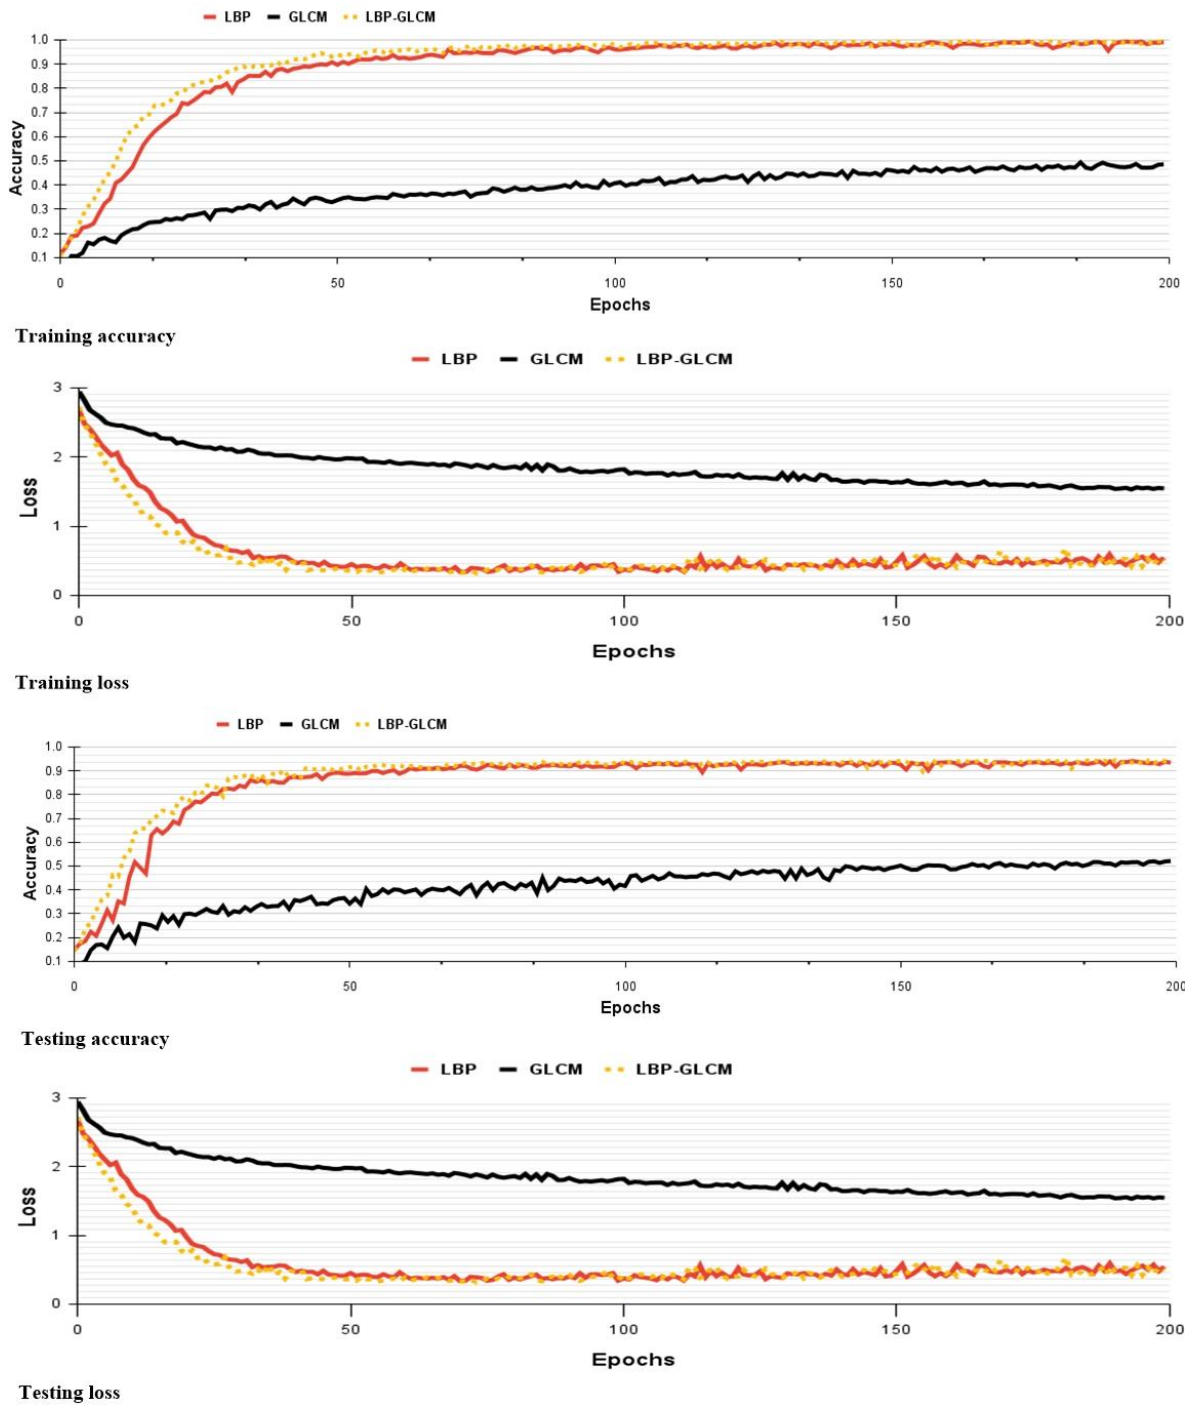 LBP GLCM LBP-GLCM
1.0
0.9
0.8
0.7
0.6
0.5
0.4
0.3
0.2
0.1
Accuracy
0 50 100 150 200
Epochs
Training accuracy
LBP GLCM LBP-GLCM
3
2
1
0
Loss
0 50 100 150 200
Epochs
Training loss
LBP GLCM LBP-GLCM
1.0
0.9
0.8
0.7
0.6
0.5
0.4
0.3
0.2
0.1
Accuracy
0 50 100 150 200
Epochs
Testing accuracy
LBP GLCM LBP-GLCM
3
2
1
0
Loss
0 50 100 150 200
Epochs
Testing loss